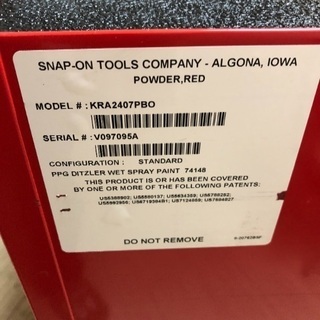 SNAP-ON TOOLS COMPANY - ALGONA, IOWA
POWDER,RED
MODEL # : KRA2407PBO
SERIAL # : V097095A
CONFIGURATION : STANDARD
PPG DITZLER WET SPRAY PAINT 74148
THIS PRODUCT IS OR HAS BEEN COVERED
BY ONE OR MORE OF THE FOLLOWING PATENTS:
DO NOT REMOVE